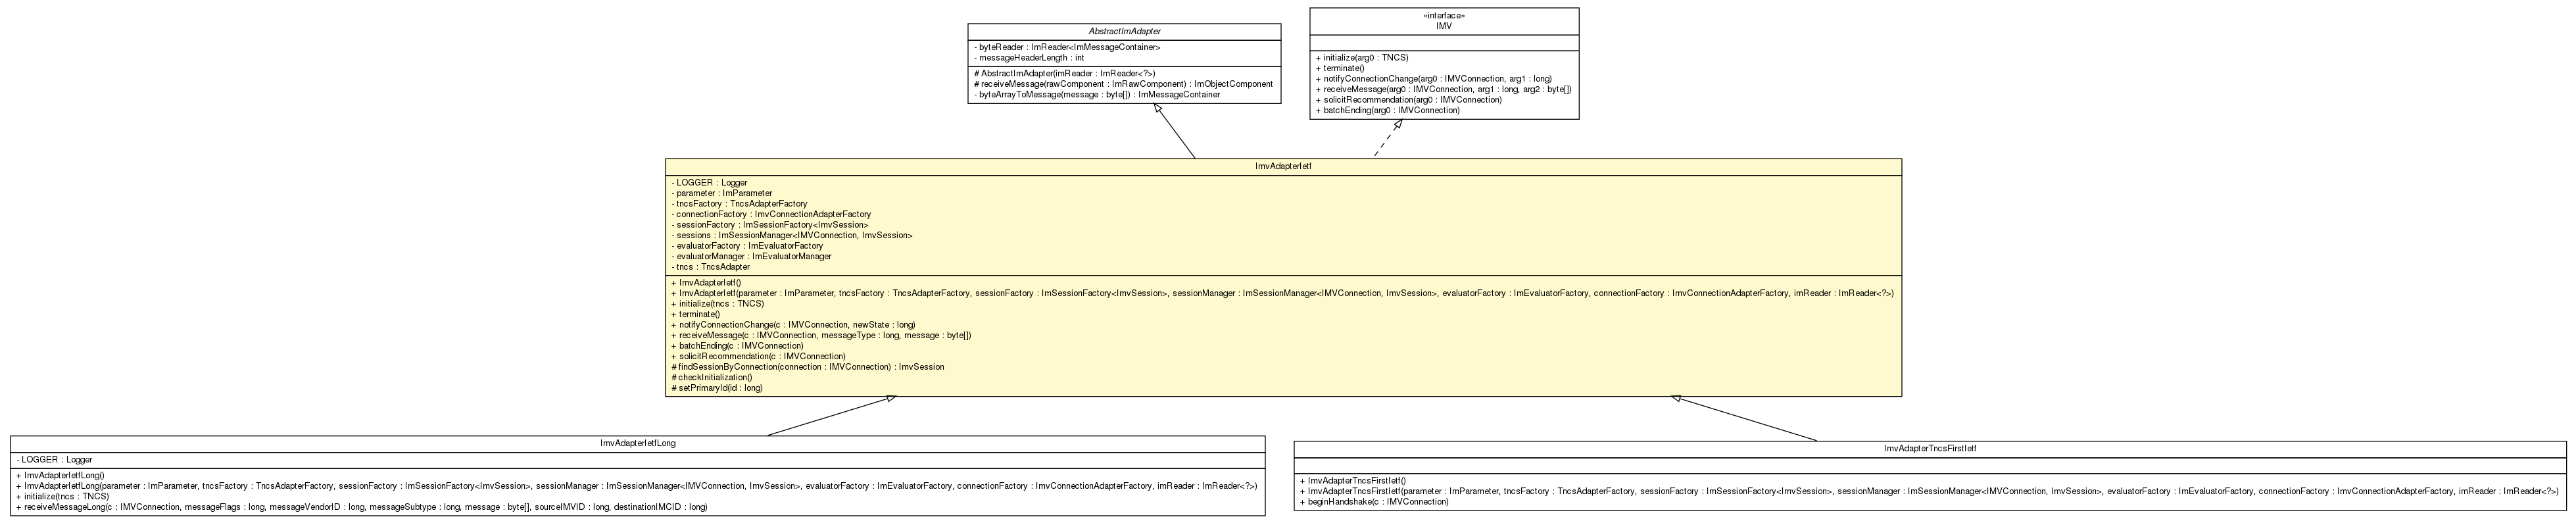 AbstractImAdapter
- byteReader : ImReader<ImMessageContainer>
- messageHeaderLength : int
# AbstractImAdapter(imReader : ImReader<?>)
# receiveMessage(rawComponent : ImRawComponent) : ImObjectComponent
- byteArrayToMessage(message : byte[]) : ImMessageContainer
«interface»
IMV
+ initialize(arg0 : TNCS)
+ terminate()
+ notifyConnectionChange(arg0 : IMVConnection, arg1 : long)
+ receiveMessage(arg0 : IMVConnection, arg1 : long, arg2 : byte[])
+ solicitRecommendation(arg0 : IMVConnection)
+ batchEnding(arg0 : IMVConnection)
ImvAdapterIetf
- LOGGER : Logger
- parameter : ImParameter
- tncsFactory : TncsAdapterFactory
- connectionFactory : ImvConnectionAdapterFactory
- sessionFactory : ImSessionFactory<ImvSession>
- sessions : ImSessionManager<IMVConnection, ImvSession>
- evaluatorFactory : ImEvaluatorFactory
- evaluatorManager : ImEvaluatorManager
- tncs : TncsAdapter
+ ImvAdapterIetf()
+ ImvAdapterIetf(parameter : ImParameter, tncsFactory : TncsAdapterFactory, sessionFactory : ImSessionFactory<ImvSession>, sessionManager : ImSessionManager<IMVConnection, ImvSession>, evaluatorFactory : ImEvaluatorFactory, connectionFactory : ImvConnectionAdapterFactory, imReader : ImReader<?>)
+ initialize(tncs : TNCS)
+ terminate()
+ notifyConnectionChange(c : IMVConnection, newState : long)
+ receiveMessage(c : IMVConnection, messageType : long, message : byte[])
+ batchEnding(c : IMVConnection)
+ solicitRecommendation(c : IMVConnection)
# findSessionByConnection(connection : IMVConnection) : ImvSession
# checkInitialization()
# setPrimaryId(id : long)
ImvAdapterIetfLong
- LOGGER : Logger
+ ImvAdapterIetfLong()
+ ImvAdapterIetfLong(parameter : ImParameter, tncsFactory : TncsAdapterFactory, sessionFactory : ImSessionFactory<ImvSession>, sessionManager : ImSessionManager<IMVConnection, ImvSession>, evaluatorFactory : ImEvaluatorFactory, connectionFactory : ImvConnectionAdapterFactory, imReader : ImReader<?>)
+ initialize(tncs : TNCS)
+ receiveMessageLong(c : IMVConnection, messageFlags : long, messageVendorID : long, messageSubtype : long, message : byte[], sourceIMVID : long, destinationIMCID : long)
ImvAdapterTncsFirstIetf
+ ImvAdapterTncsFirstIetf()
+ ImvAdapterTncsFirstIetf(parameter : ImParameter, tncsFactory : TncsAdapterFactory, sessionFactory : ImSessionFactory<ImvSession>, sessionManager : ImSessionManager<IMVConnection, ImvSession>, evaluatorFactory : ImEvaluatorFactory, connectionFactory : ImvConnectionAdapterFactory, imReader : ImReader<?>)
+ beginHandshake(c : IMVConnection)